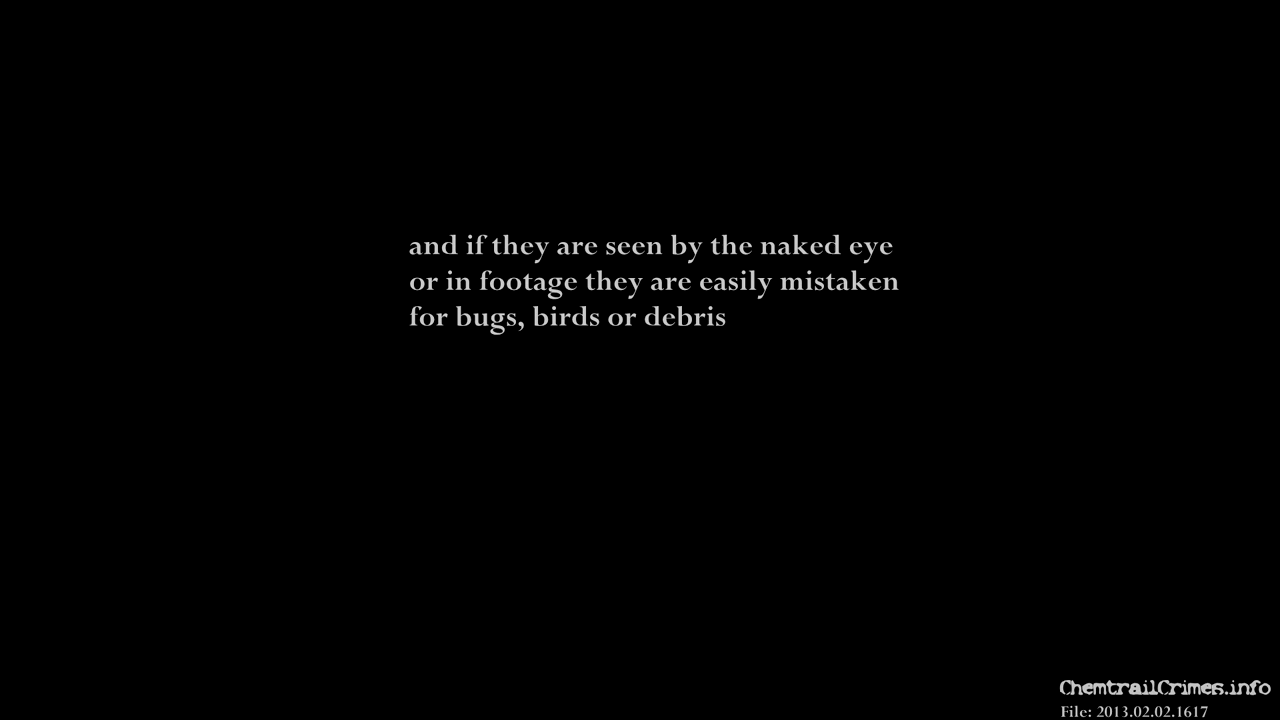 and if they are seen by the naked eye
or in footage they are easily mistaken
for bugs, birds or debris
ChemtrailCrimes.info
File: 2013.02.02.1617